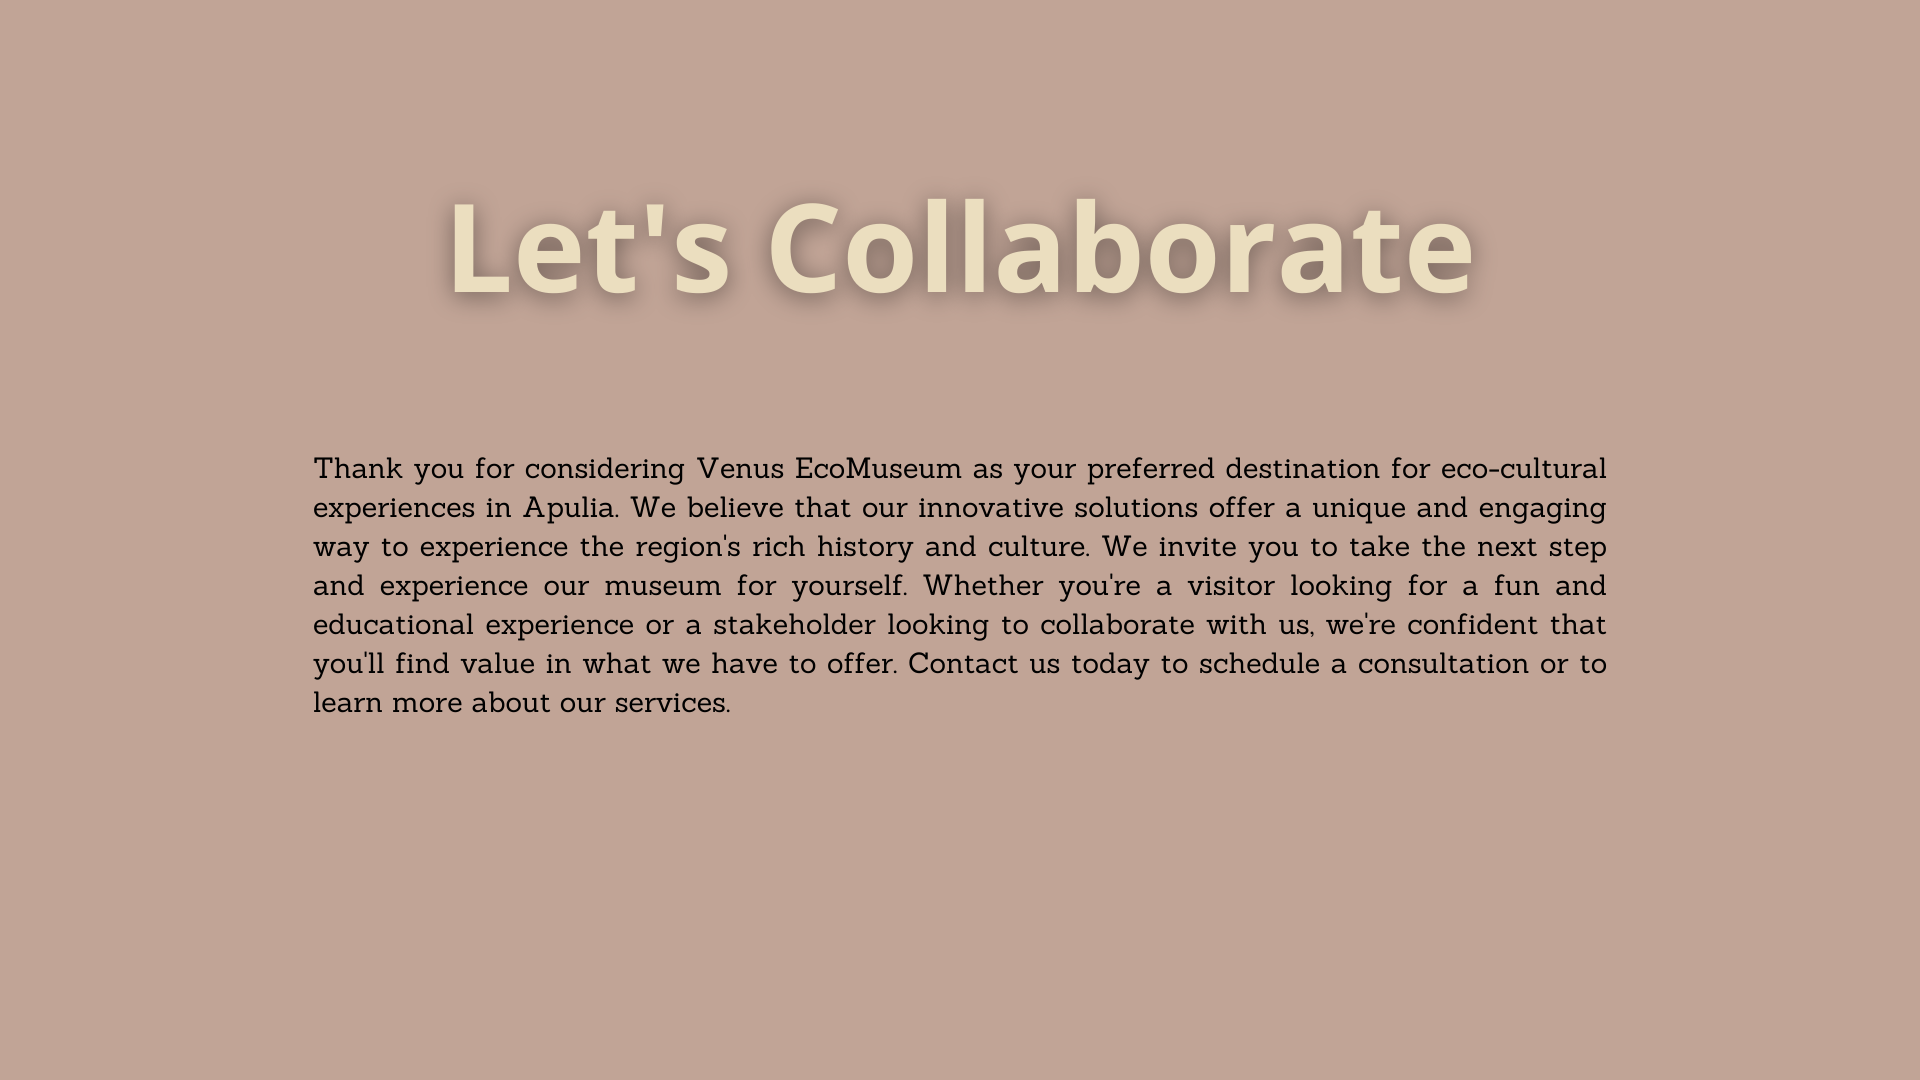 Let's Collaborate
Thank you for considering Venus EcoMuseum as your preferred destination for eco-cultural
experiences in Apulia. We believe that our innovative solutions offer a unique and engaging
way to experience the region's rich history and culture. We invite you to take the next step
and experience our museum for yourself. Whether you're a visitor looking for a fun and
educational experience or a stakeholder looking to collaborate with us, we're confident that
you'll find value in what we have to offer. Contact us today to schedule a consultation or to
learn more about our services.